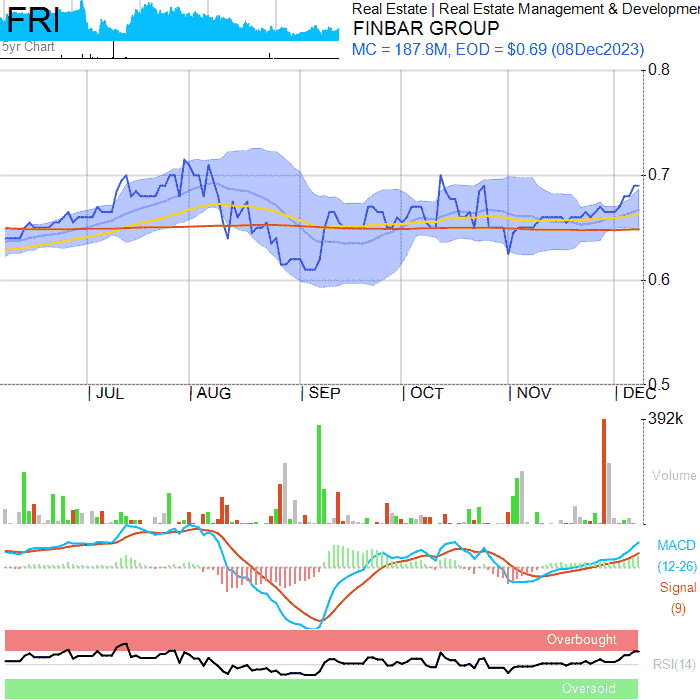 FRI
5yr Chart
Real Estate | Real Estate Management & Developmen
FINBAR GROUP
MC = 187.8M, EOD = $0.69 (08Dec2023)
0.8
0.7
0.6
0.5
JUL AUG SEP OCT NOV DEC
392k
Volume
MACD
(12-26)
Signal
(9)
Overbought
RSI(14)
Oversold